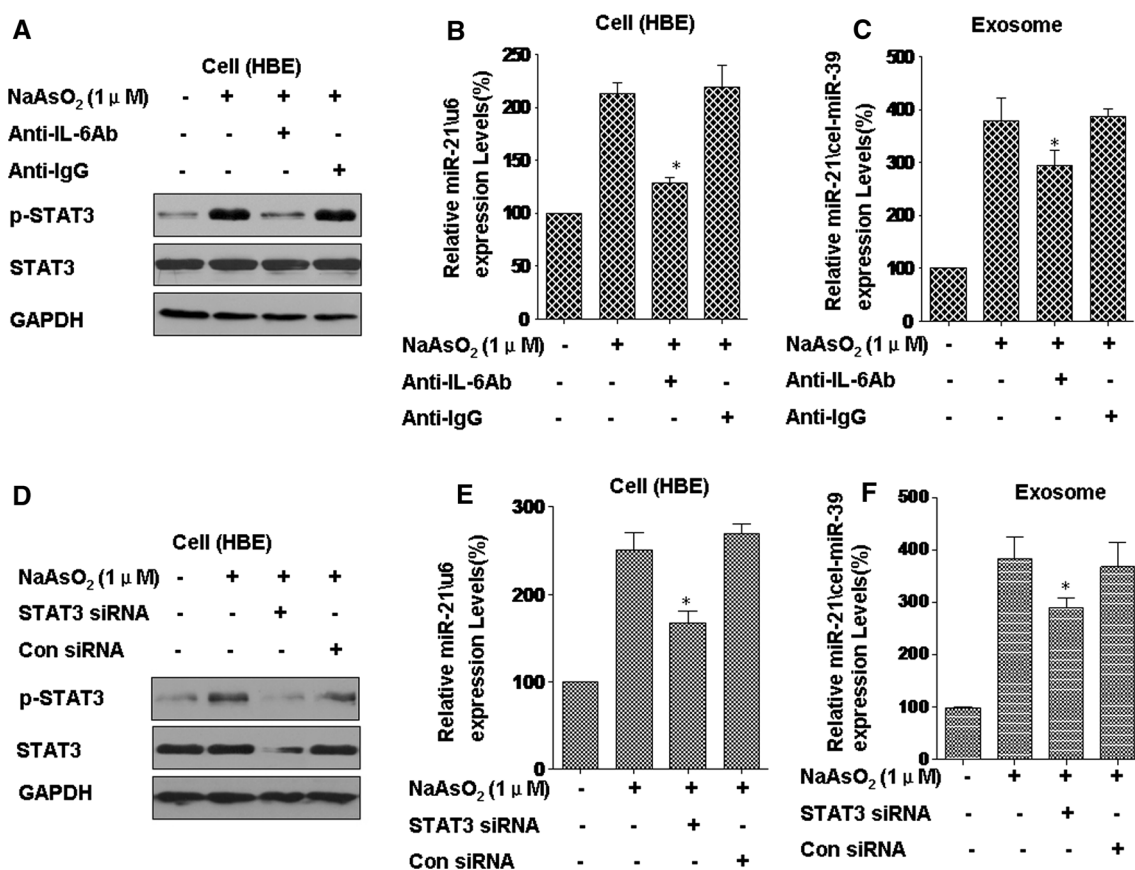 A
Cell (HBE)
NaAsO₂ (1 μ M) - + + +
Anti-IL-6Ab - - + -
Anti-IgG - - - +
p-STAT3
STAT3
GAPDH
B
Cell (HBE)
Relative miR-21\u6
expression Levels(%)
250
200
150
100
50
0
*
NaAsO₂ (1 μ M) - + + +
Anti-IL-6Ab - - + -
Anti-IgG - - - +
C
Exosome
Relative miR-21\cel-miR-39
expression Levels(%)
500
400
300
200
100
0
*
NaAsO₂ (1 μ M) - + + +
Anti-IL-6Ab - - + -
Anti-IgG - - - +
D
Cell (HBE)
NaAsO₂ (1 μ M) - + + +
STAT3 siRNA - - + -
Con siRNA - - - +
p-STAT3
STAT3
GAPDH
E
Cell (HBE)
Relative miR-21\u6
expression Levels(%)
300
200
100
0
*
NaAsO₂ (1 μ M) - + + +
STAT3 siRNA - - + -
Con siRNA - - - +
F
Exosome
Relative miR-21\cel-miR-39
expression Levels(%)
500
400
300
200
100
0
*
NaAsO₂ (1 μ M) - + + +
STAT3 siRNA - - + -
Con siRNA - - - +